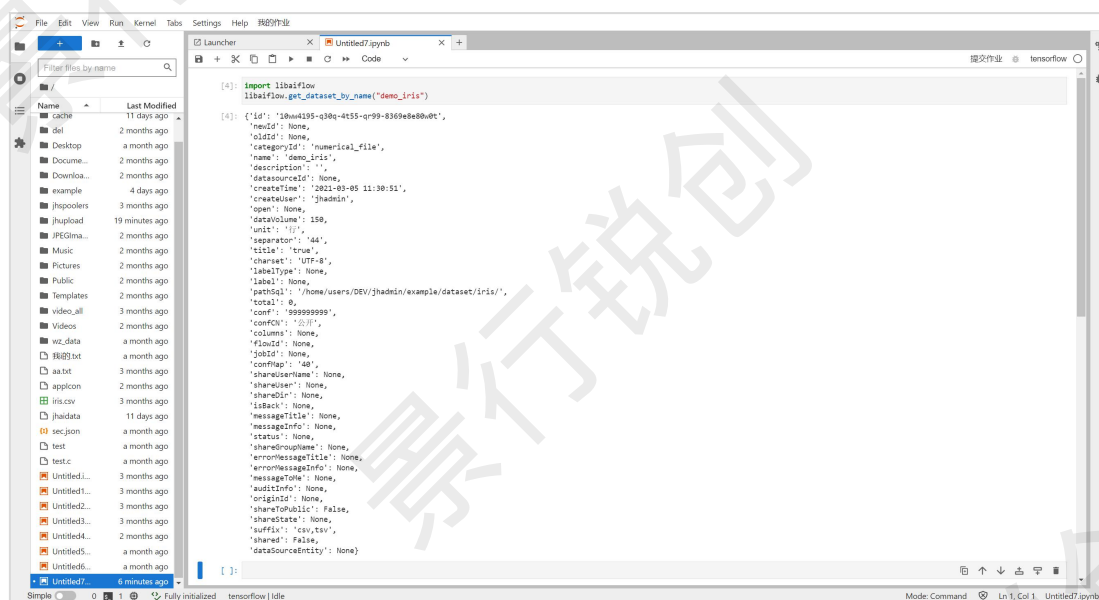 File Edit View Run Kernel Tabs Settings Help 我的作业
Launcher
Untitled7.ipynb
Code
提交作业
tensorflow
Filter files by name
/
Name
Last Modified
cache 11 days ago
del 2 months ago
Desktop a month ago
Docume... 2 months ago
Downloa... 2 months ago
example 4 days ago
jhspoolers 3 months ago
jhupload 19 minutes ago
JPEGIma... 2 months ago
Music 2 months ago
Pictures 2 months ago
Public 2 months ago
Templates 2 months ago
video_all 3 months ago
Videos 2 months ago
wz_data a month ago
我的.txt a month ago
aa.txt 3 months ago
appIcon 2 months ago
iris.csv 3 months ago
jhaidata 11 days ago
sec.json a month ago
test a month ago
test.c a month ago
Untitled.i... 3 months ago
Untitled1... 3 months ago
Untitled2... 3 months ago
Untitled3... 3 months ago
Untitled4... 2 months ago
Untitled5... a month ago
Untitled6... a month ago
Untitled7... 6 minutes ago
[4]: import libaiflow
libaiflow.get_dataset_by_name("demo_iris")
[4]: {'id': '10ww4195-q30q-4t55-qr99-8369e8e80w0t',
'newId': None,
'oldId': None,
'categoryId': 'numerical_file',
'name': 'demo_iris',
'description': '',
'datasourceId': None,
'createTime': '2021-03-05 11:30:51',
'createUser': 'jhadmin',
'open': None,
'dataVolume': 150,
'unit': '行',
'separator': '44',
'title': 'true',
'charset': 'UTF-8',
'labelType': None,
'label': None,
'pathSql': '/home/users/DEV/jhadmin/example/dataset/iris/',
'total': 0,
'conf': '999999999',
'confCN': '公开',
'columns': None,
'flowId': None,
'jobId': None,
'confMap': '40',
'shareUserName': None,
'shareUser': None,
'shareDir': None,
'isBack': None,
'messageTitle': None,
'messageInfo': None,
'status': None,
'shareGroupName': None,
'errorMessageTitle': None,
'errorMessageInfo': None,
'messageToMe': None,
'auditInfo': None,
'originId': None,
'shareToPublic': False,
'shareState': None,
'suffix': 'csv,tsv',
'shared': False,
'dataSourceEntity': None}
[ ]:
Simple 0 1 Fully initialized tensorflow | Idle
Mode: Command Ln 1, Col 1 Untitled7.ipynb
景行锐创